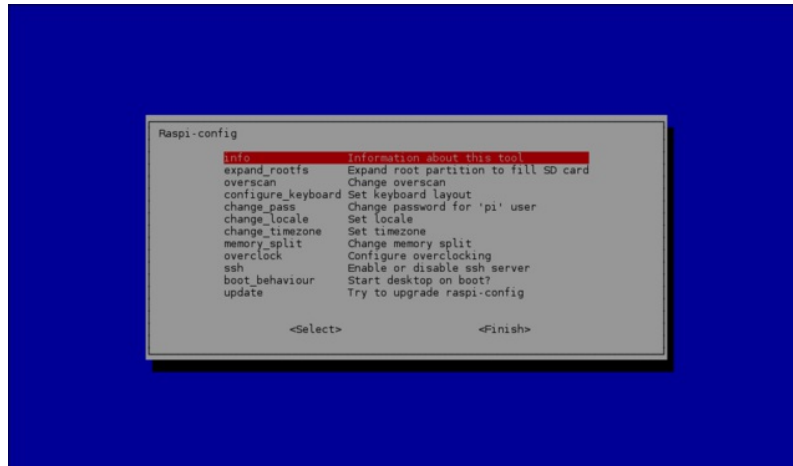 Raspi-config
info Information about this tool
expand_rootfs Expand root partition to fill SD card
overscan Change overscan
configure_keyboard Set keyboard layout
change_pass Change password for 'pi' user
change_locale Set locale
change_timezone Set timezone
memory_split Change memory split
overclock Configure overclocking
ssh Enable or disable ssh server
boot_behaviour Start desktop on boot?
update Try to upgrade raspi-config
<Select> <Finish>